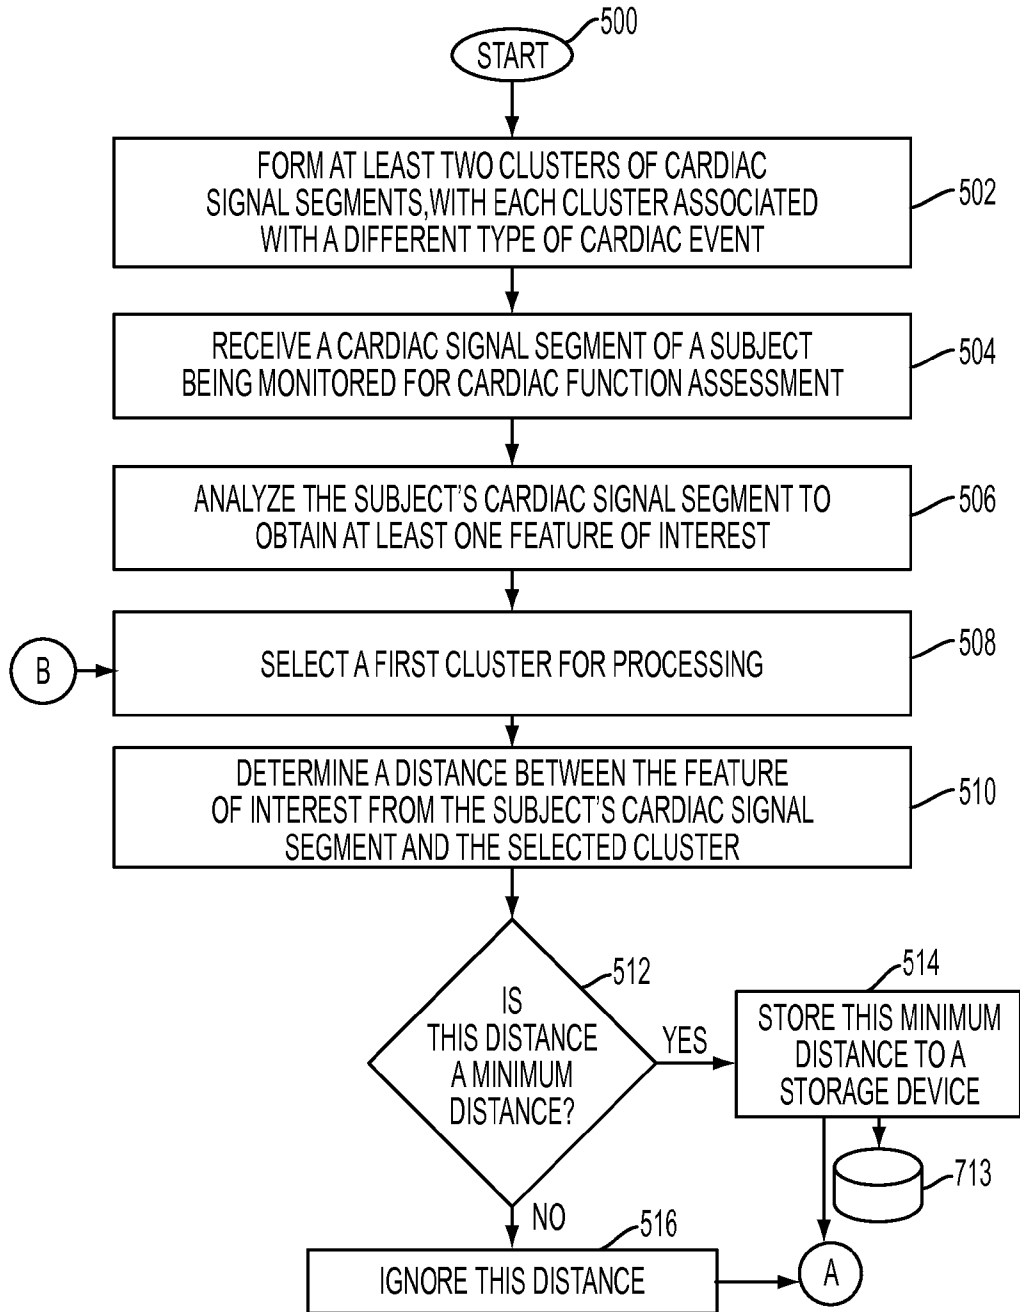 500
START
FORM AT LEAST TWO CLUSTERS OF CARDIAC
SIGNAL SEGMENTS,WITH EACH CLUSTER ASSOCIATED
WITH A DIFFERENT TYPE OF CARDIAC EVENT
502
RECEIVE A CARDIAC SIGNAL SEGMENT OF A SUBJECT
BEING MONITORED FOR CARDIAC FUNCTION ASSESSMENT
504
ANALYZE THE SUBJECT'S CARDIAC SIGNAL SEGMENT TO
OBTAIN AT LEAST ONE FEATURE OF INTEREST
506
B
SELECT A FIRST CLUSTER FOR PROCESSING
508
DETERMINE A DISTANCE BETWEEN THE FEATURE
OF INTEREST FROM THE SUBJECT'S CARDIAC SIGNAL
SEGMENT AND THE SELECTED CLUSTER
510
IS
THIS DISTANCE
A MINIMUM
DISTANCE?
512
YES
514
STORE THIS MINIMUM
DISTANCE TO A
STORAGE DEVICE
713
NO
516
IGNORE THIS DISTANCE
A